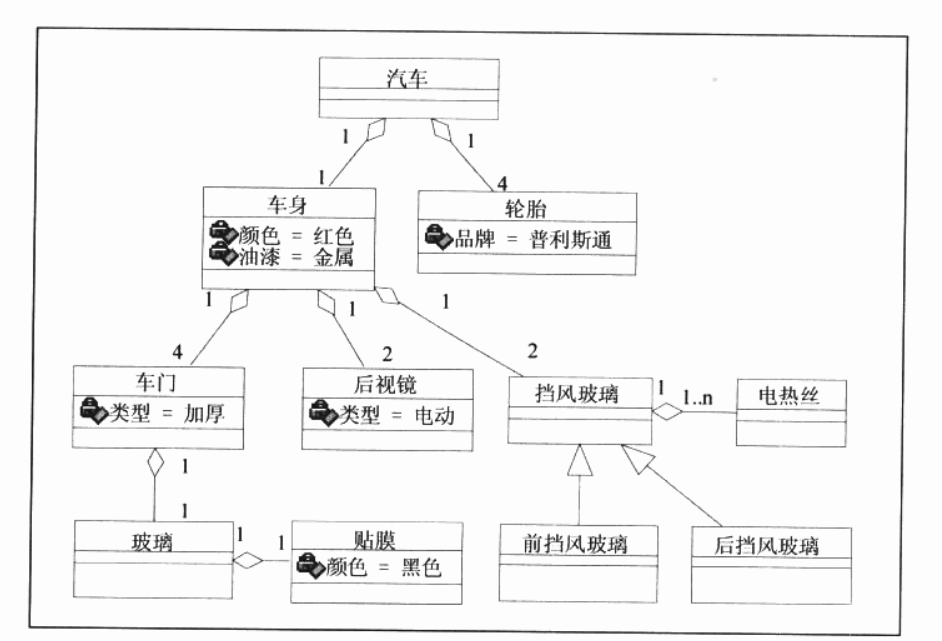 汽车
1
1
1
4
车身
颜色 = 红色
油漆 = 金属
轮胎
品牌 = 普利斯通
1
1
1
4
2
2
车门
类型 = 加厚
后视镜
类型 = 电动
挡风玻璃
1
1..n
电热丝
1
1
玻璃
1
1
贴膜
颜色 = 黑色
前挡风玻璃
后挡风玻璃